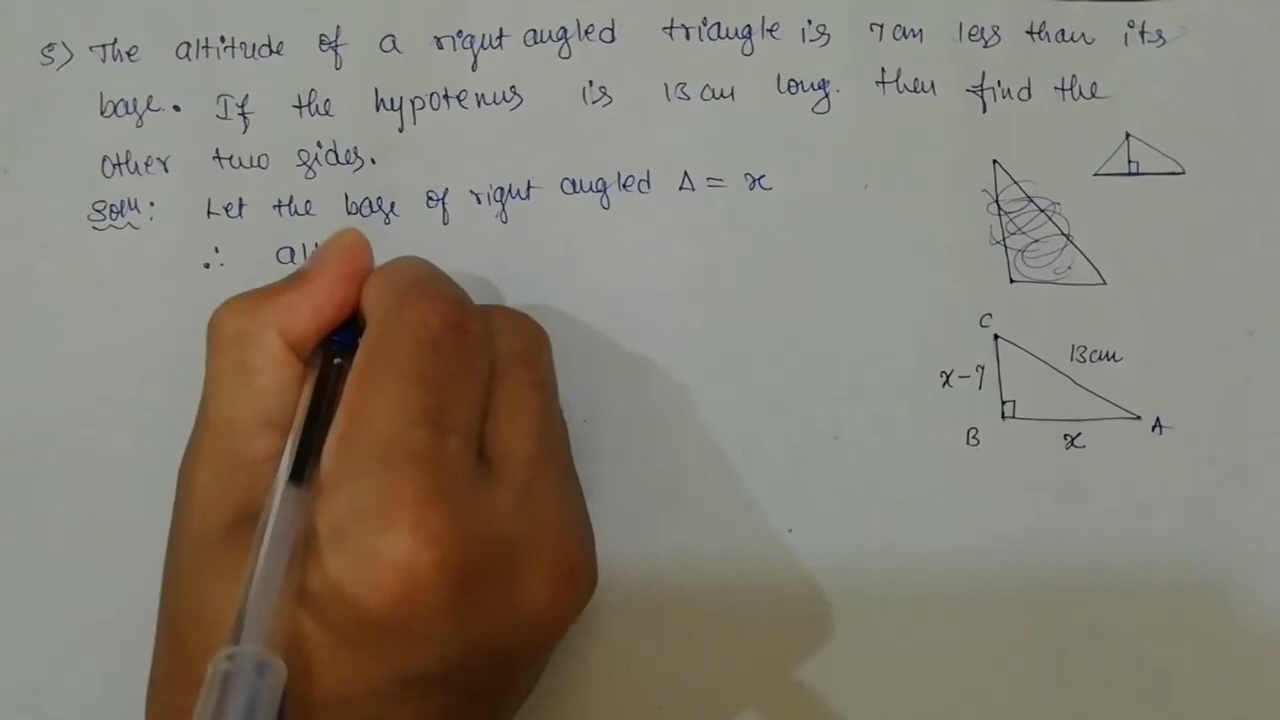 5) The altitude of a right angled triangle is 7cm less than its
base. If the hypotenus is 13cm long. then find the
other two sides.
Soln: Let the base of right angled Δ = x
∴ al
C
13cm
x-7
B
x
A